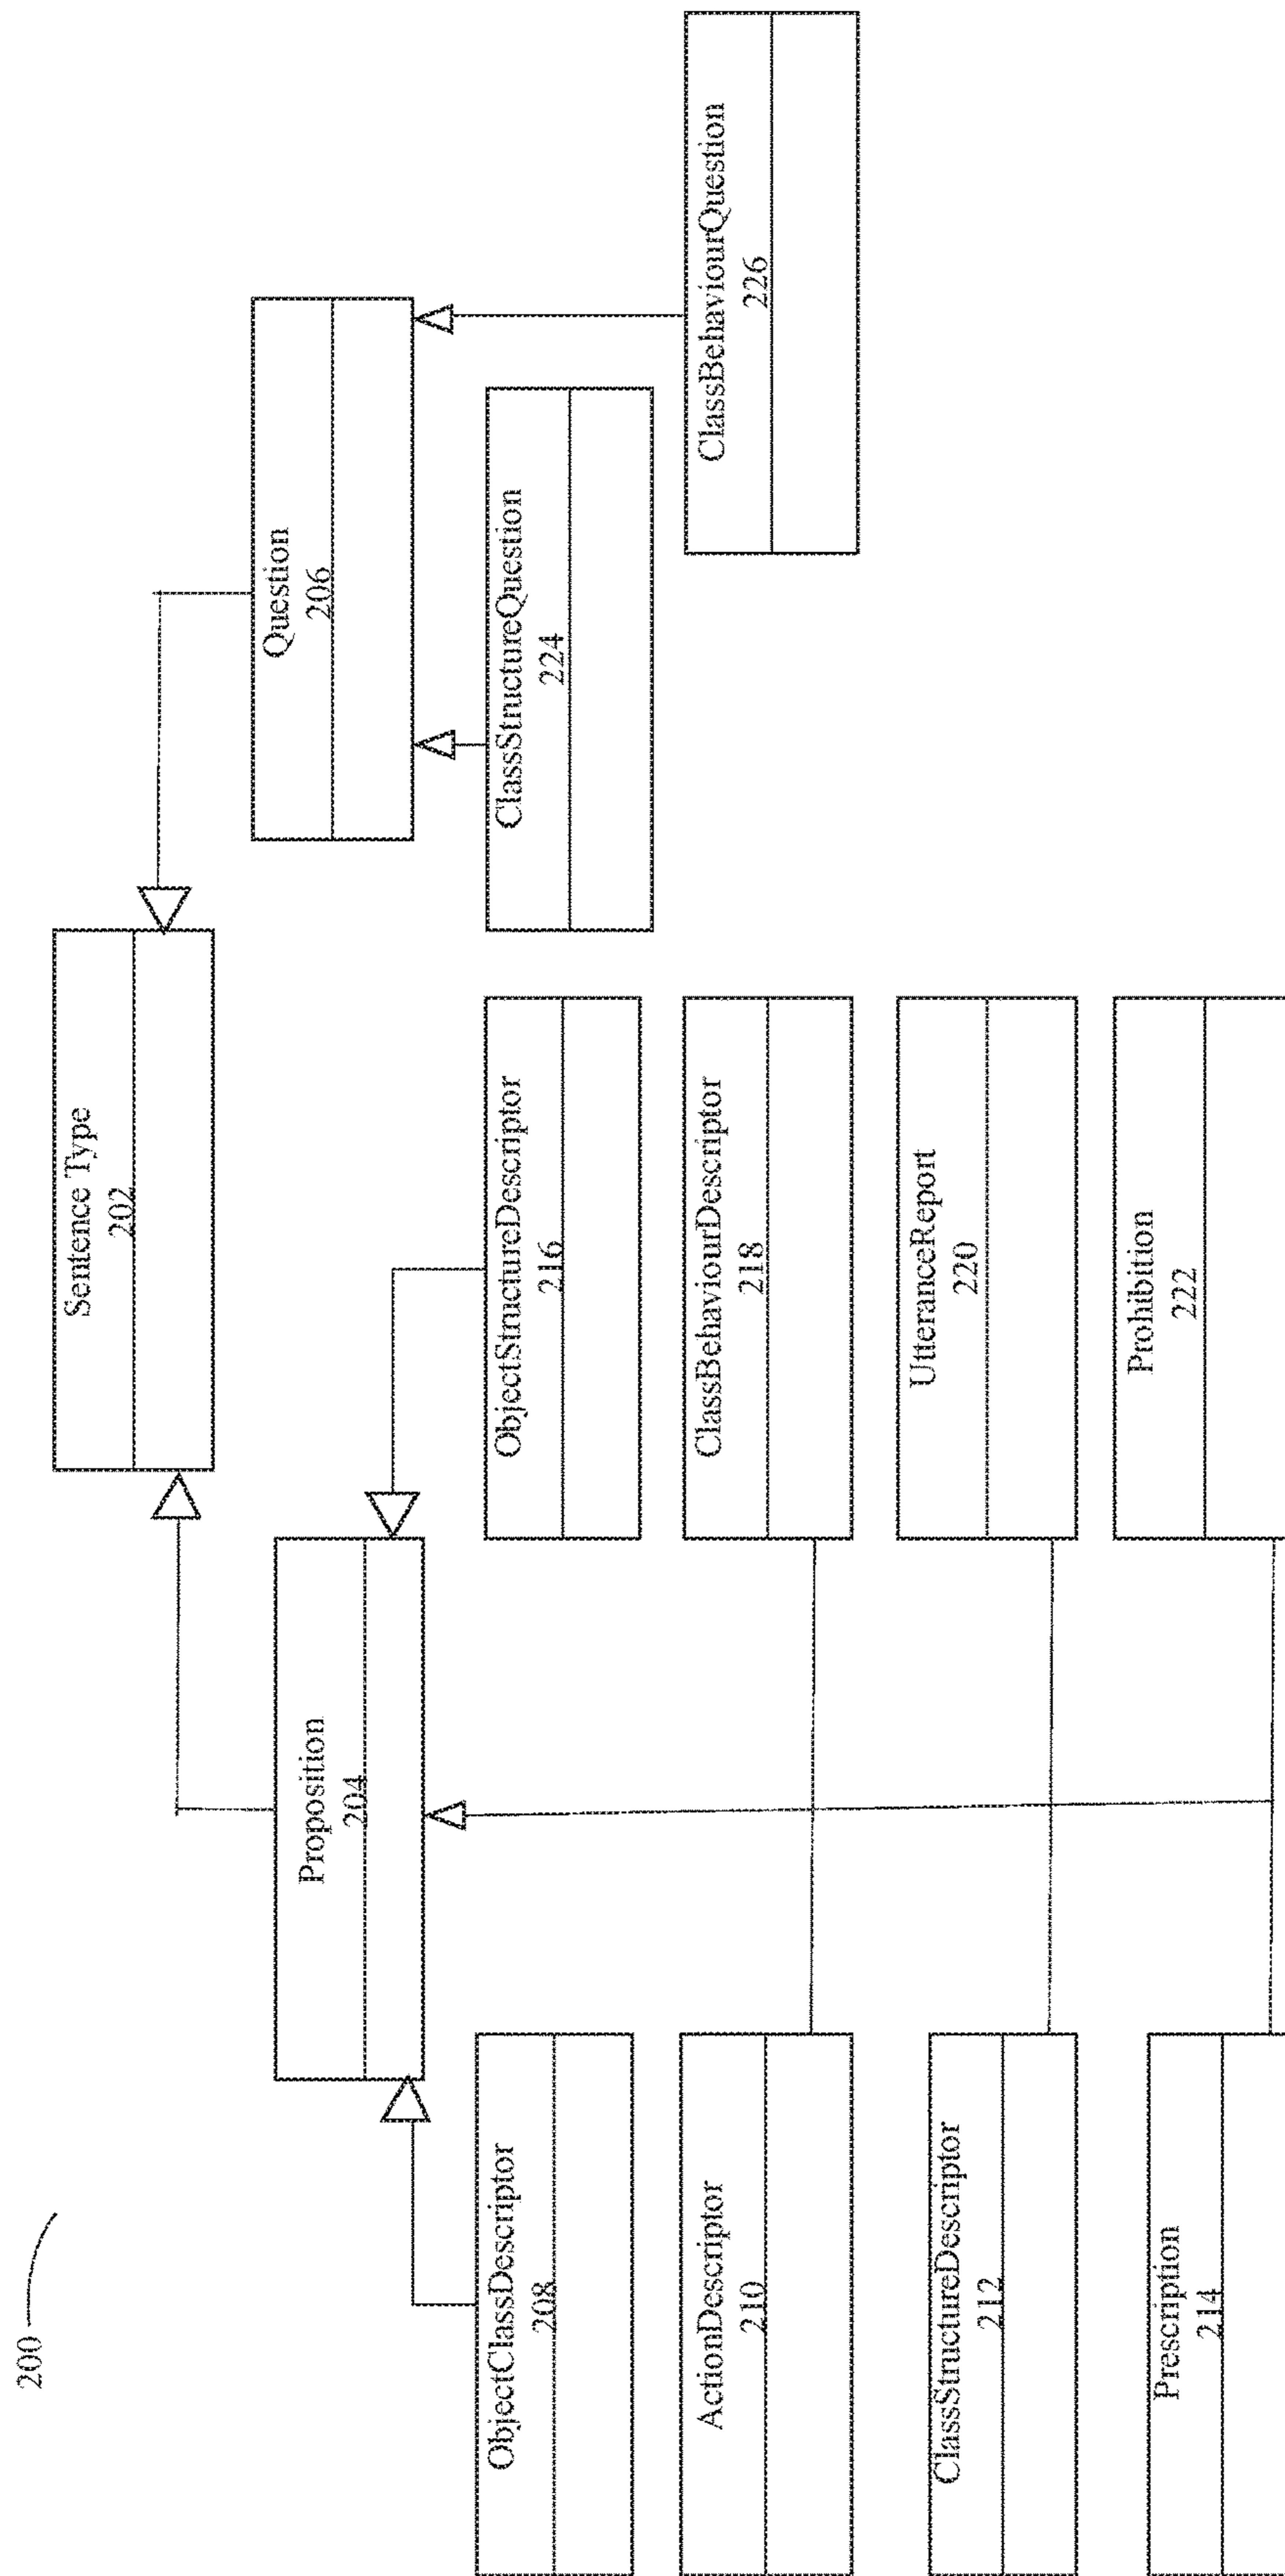 200
Sentence Type
202
Proposition
204
Question
206
ObjectClassDescriptor
208
ObjectStructureDescriptor
216
ClassStructureQuestion
224
ActionDescriptor
210
ClassBehaviourDescriptor
218
ClassBehaviourQuestion
226
ClassStructureDescriptor
212
UtteranceReport
220
Prescription
214
Prohibition
222